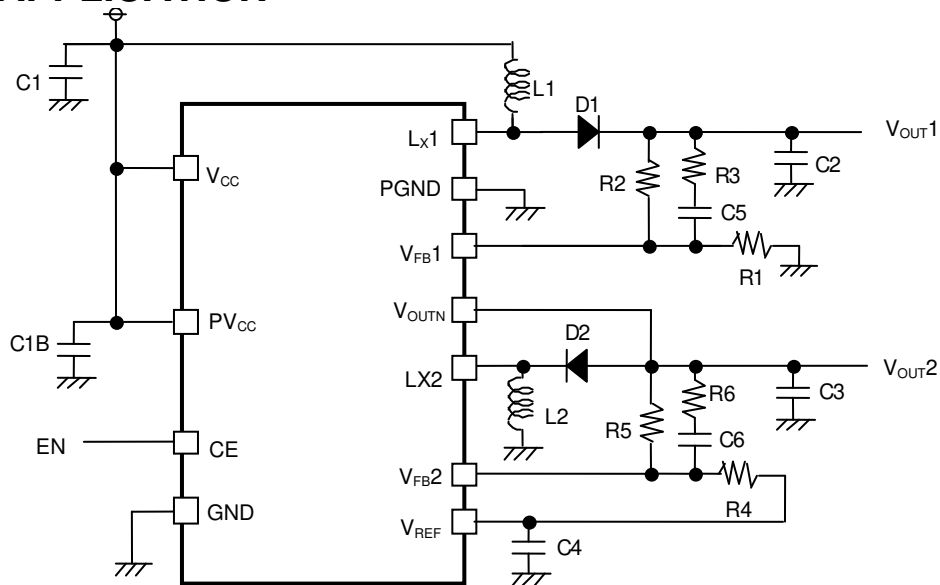 C1
L1
D1
LX1
VOUT1
VCC
R2
R3
C2
PGND
C5
VFB1
R1
VOUTN
PVCC
D2
C1B
LX2
VOUT2
R6
C3
L2
R5
EN
CE
C6
VFB2
R4
GND
VREF
C4